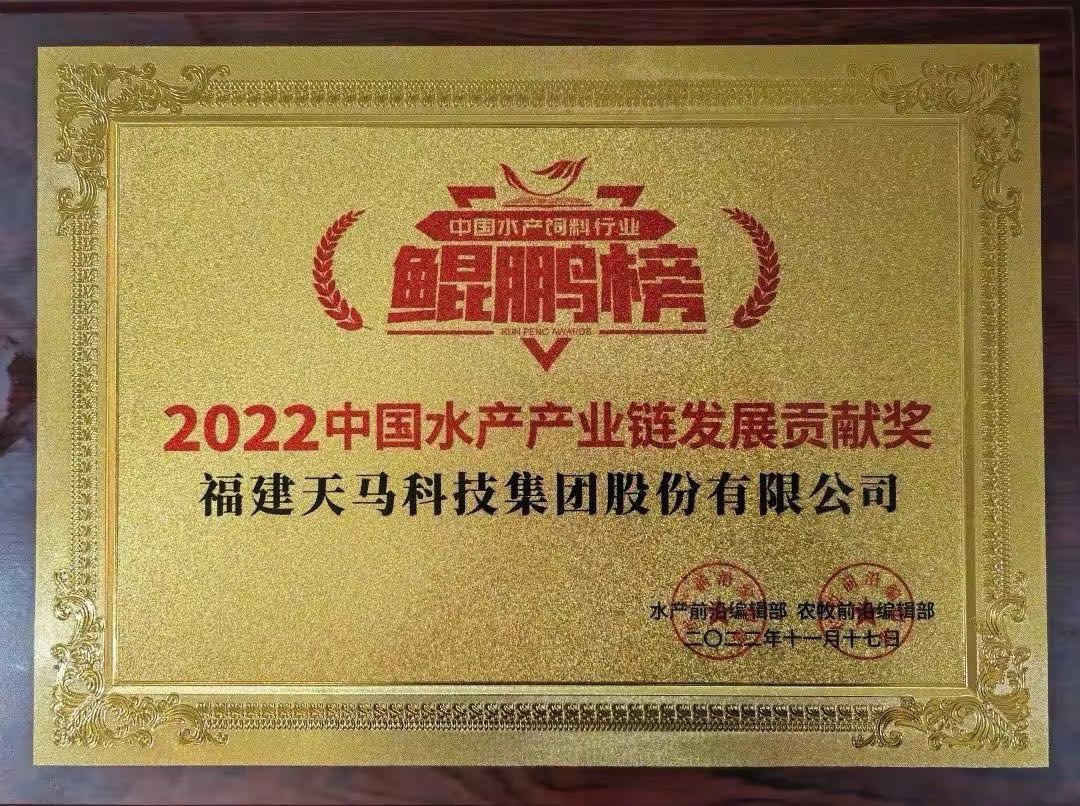 中国水产饲料行业
鲲鹏榜
KUN PENG AWARDS
2022中国水产产业链发展贡献奖
福建天马科技集团股份有限公司
水产前沿编辑部 农牧前沿编辑部
二〇二二年十一月十七日